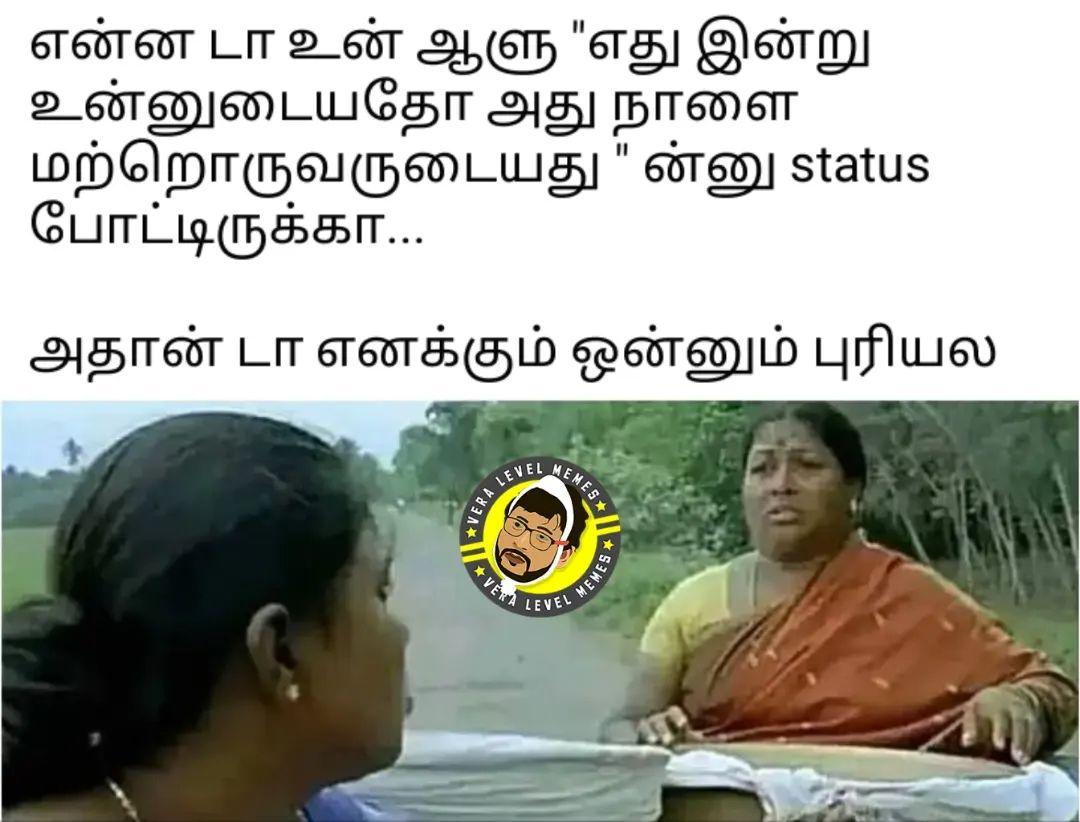 என்ன டா உன் ஆளு "எது இன்று
உன்னுடையதோ அது நாளை
மற்றொருவருடையது " ன்னு status
போட்டிருக்கா...
அதான் டா எனக்கும் ஒன்னும் புரியல
VERA LEVEL MEMES
VERA LEVEL MEMES